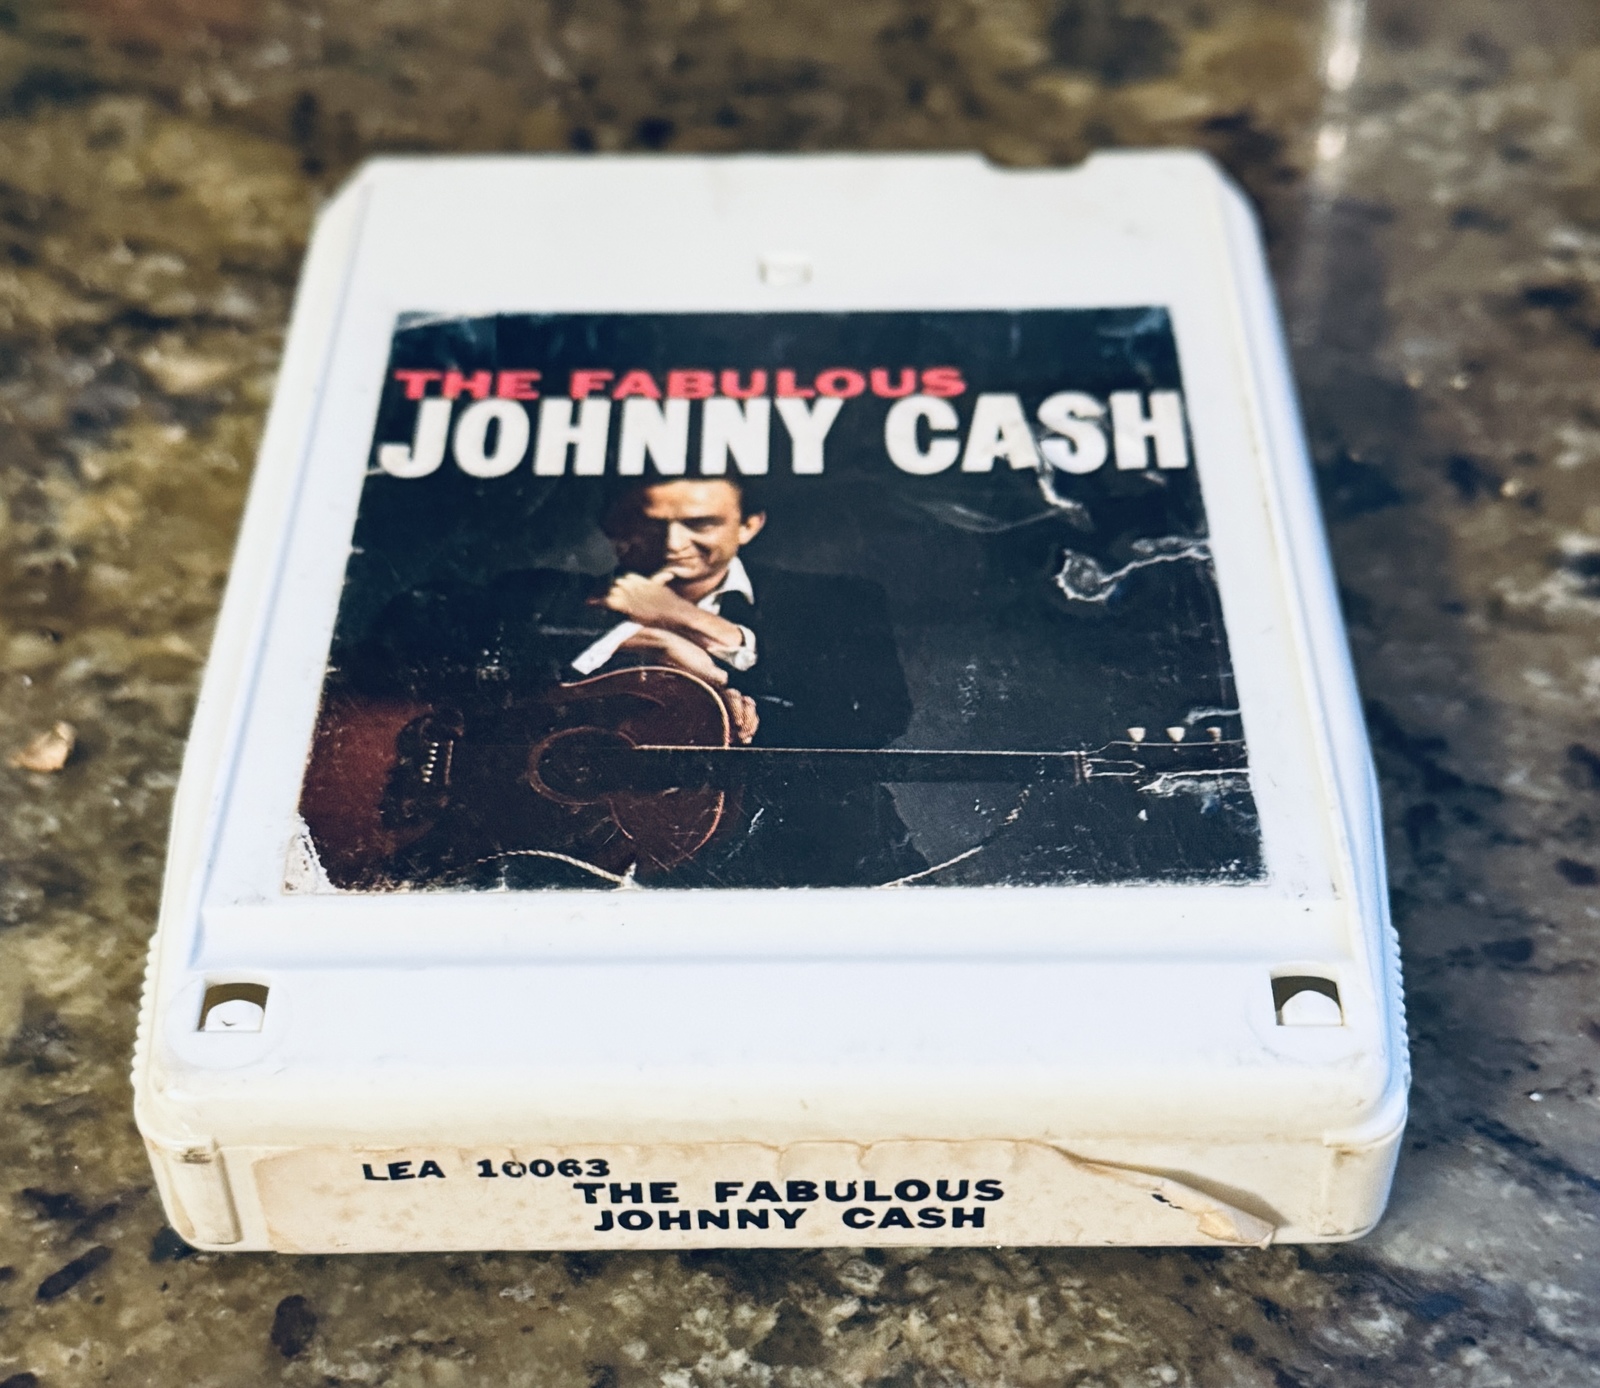 THE FABULOUS
JOHNNY CASH
LEA 10063
THE FABULOUS
JOHNNY CASH